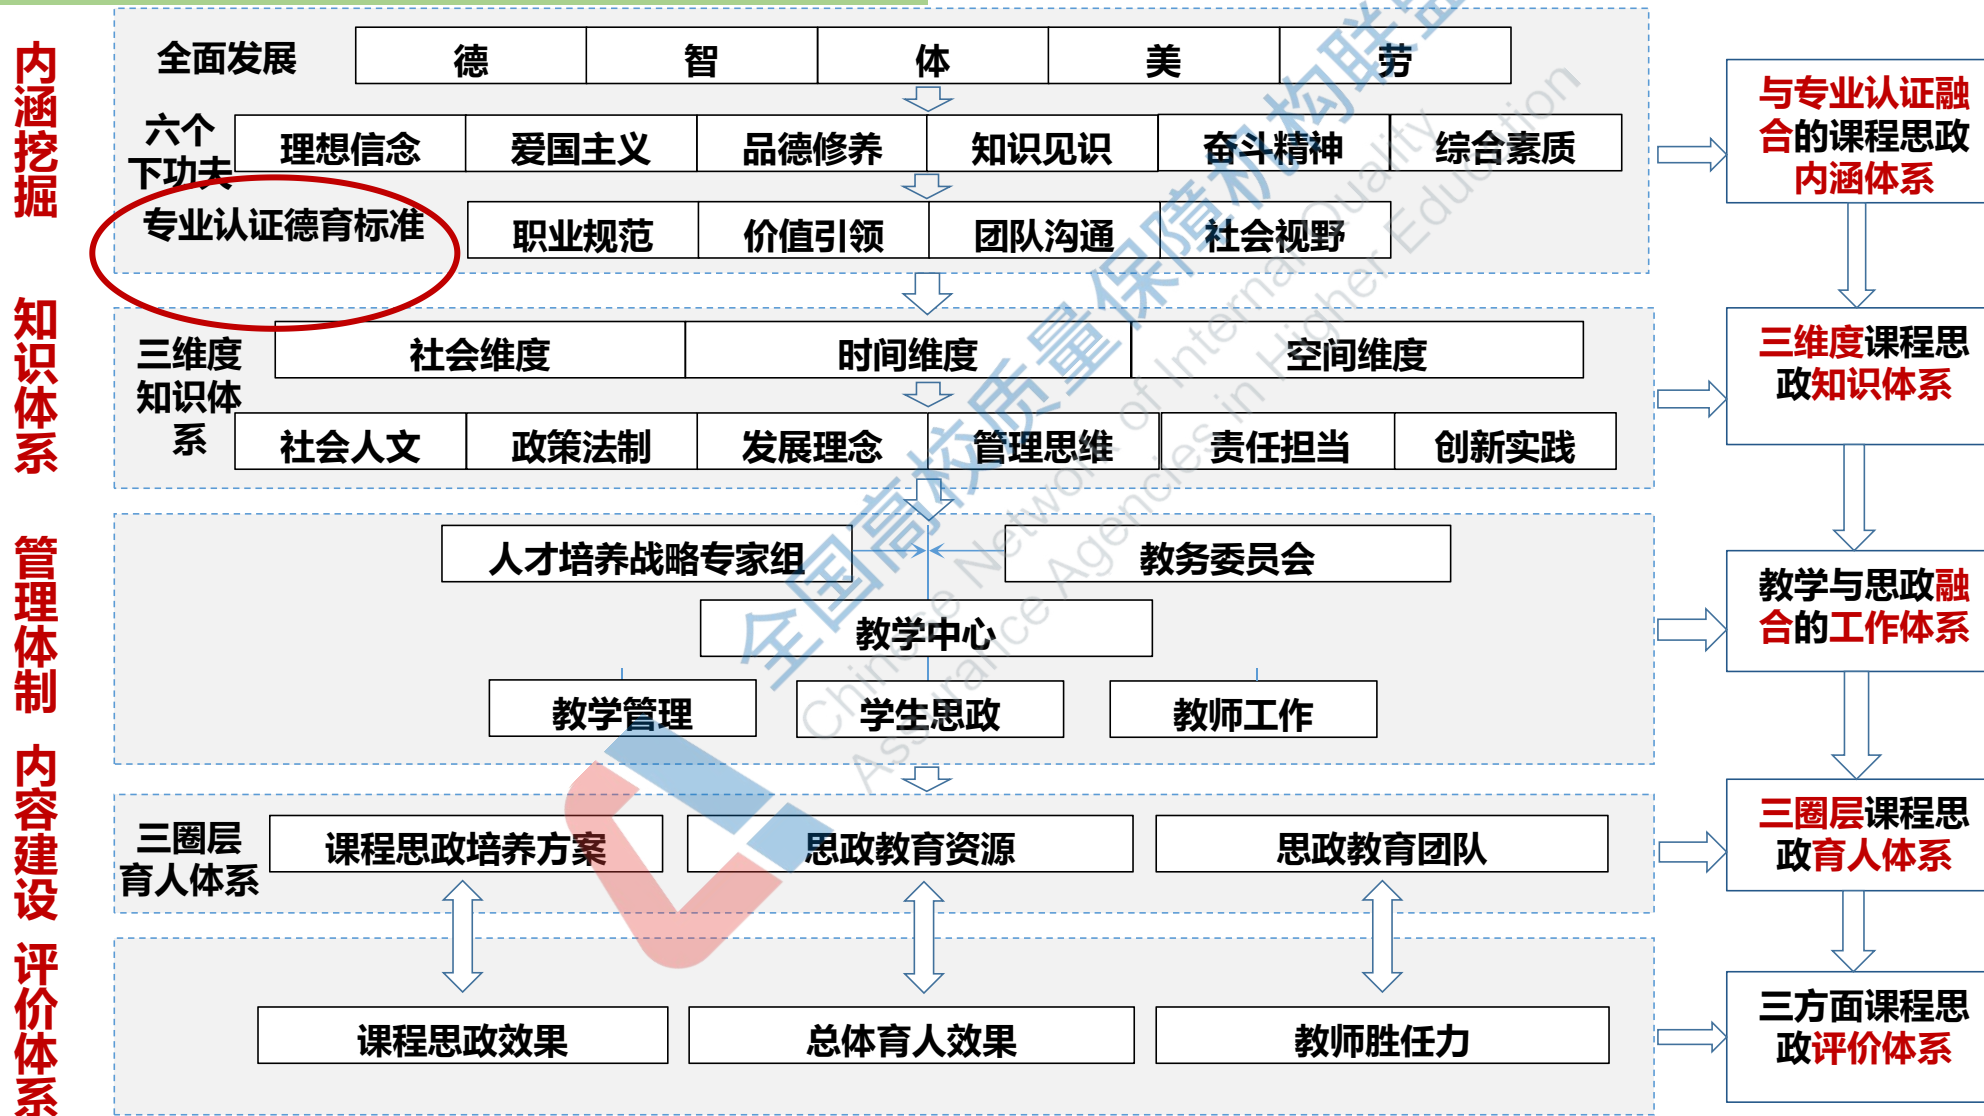 内涵挖掘
全面发展
德
智
体
美
劳
六个
下功夫
理想信念
爱国主义
品德修养
知识见识
奋斗精神
综合素质
专业认证德育标准
职业规范
价值引领
团队沟通
社会视野
与专业认证融
合的课程思政
内涵体系
知识体系
三维度
知识体
系
社会维度
时间维度
空间维度
社会人文
政策法制
发展理念
管理思维
责任担当
创新实践
三维度课程思
政知识体系
管理体制
人才培养战略专家组
教务委员会
教学中心
教学管理
学生思政
教师工作
教学与思政融
合的工作体系
内容建设
三圈层
育人体系
课程思政培养方案
思政教育资源
思政教育团队
三圈层课程思
政育人体系
评价体系
课程思政效果
总体育人效果
教师胜任力
三方面课程思
政评价体系
全国高校质量保障机构联盟
Chinese Network of Internal Quality
Assurance Agencies in Higher Education